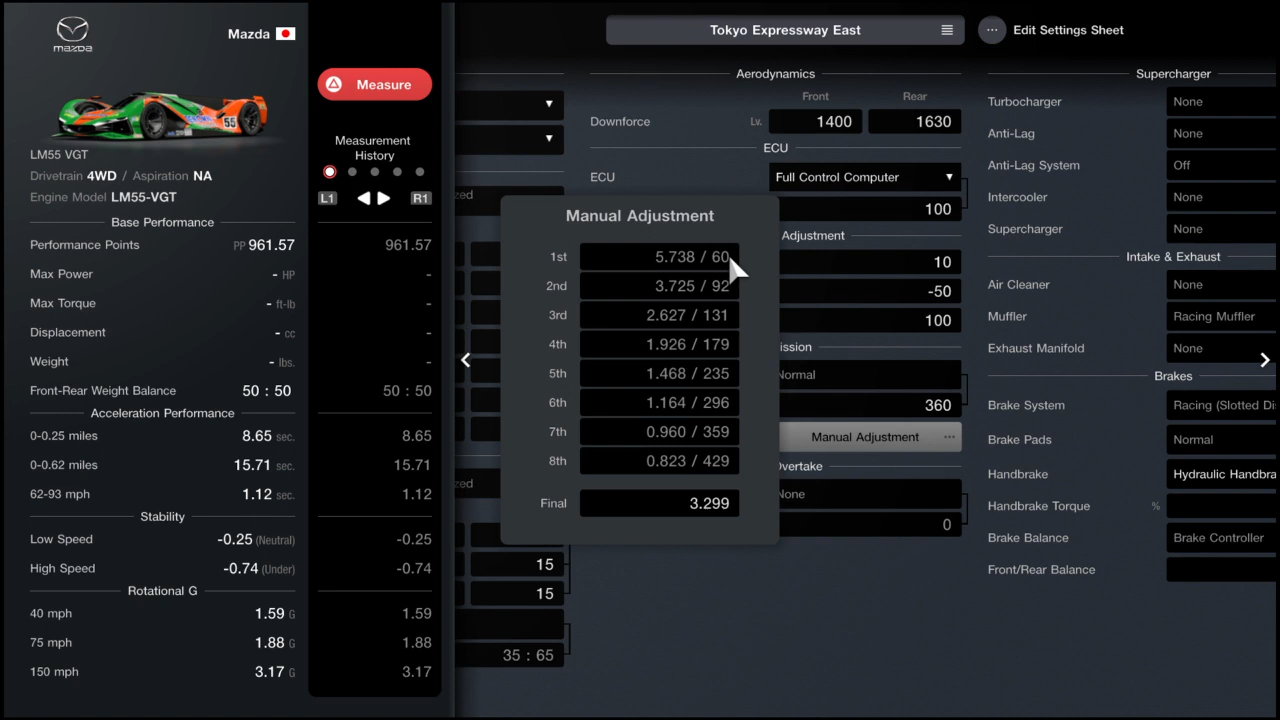 mazda
Mazda
55
LM55 VGT
Drivetrain 4WD / Aspiration NA
Engine Model LM55-VGT
Base Performance
Performance Points PP 961.57
Max Power - HP
Max Torque - ft-lb
Displacement - cc
Weight - lbs.
Front-Rear Weight Balance 50 : 50
Acceleration Performance
0-0.25 miles 8.65 sec.
0-0.62 miles 15.71 sec.
62-93 mph 1.12 sec.
Stability
Low Speed -0.25 (Neutral)
High Speed -0.74 (Under)
Rotational G
40 mph 1.59 G
75 mph 1.88 G
150 mph 3.17 G
Measure
Measurement
History
L1 R1
961.57
-
-
-
-
50 : 50
8.65
15.71
1.12
-0.25
-0.74
1.59
1.88
3.17
Tokyo Expressway East
Edit Settings Sheet
zed
zed
15
15
35 : 65
Manual Adjustment
1st 5.738 / 60
2nd 3.725 / 92
3rd 2.627 / 131
4th 1.926 / 179
5th 1.468 / 235
6th 1.164 / 296
7th 0.960 / 359
8th 0.823 / 429
Final 3.299
Aerodynamics
Front Rear
Downforce Lv. 1400 1630
ECU
ECU Full Control Computer
100
Adjustment
10
-50
100
ission
Normal
360
Manual Adjustment
Overtake
None
0
Supercharger
Turbocharger None
Anti-Lag None
Anti-Lag System Off
Intercooler None
Supercharger None
Intake & Exhaust
Air Cleaner None
Muffler Racing Muffler
Exhaust Manifold None
Brakes
Brake System Racing (Slotted Di
Brake Pads Normal
Handbrake Hydraulic Handbra
Handbrake Torque %
Brake Balance Brake Controller
Front/Rear Balance